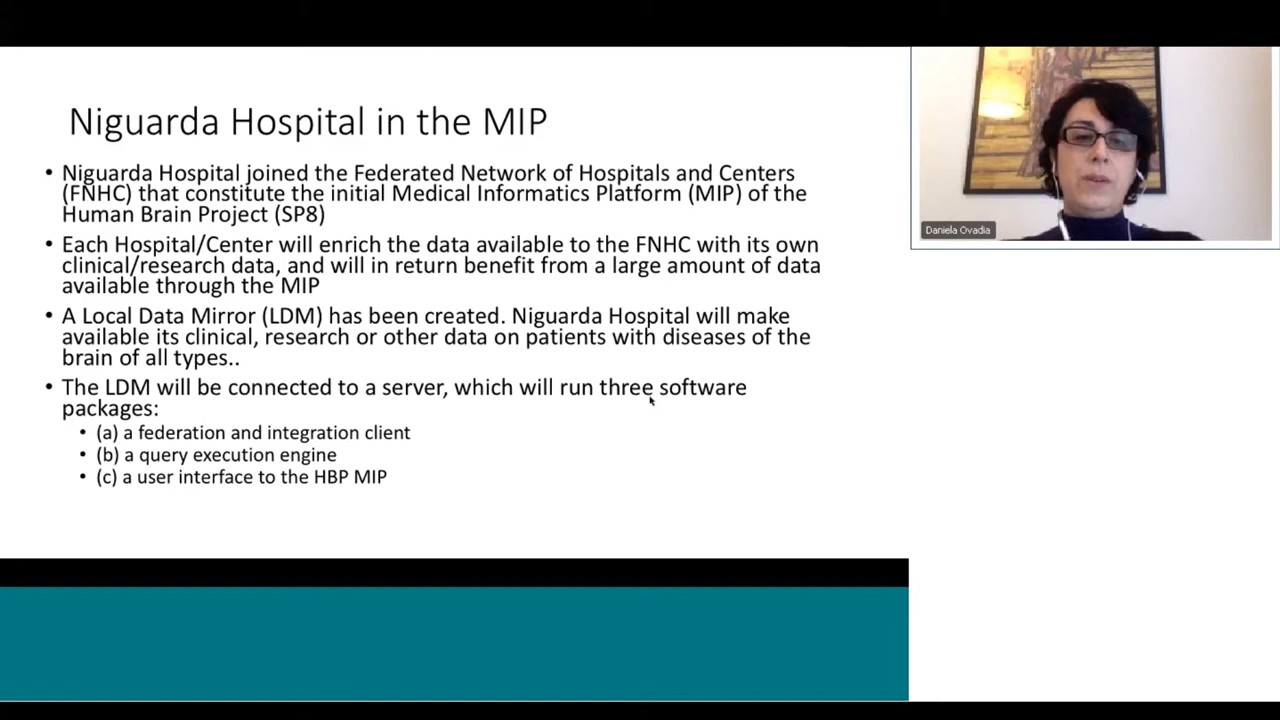 Niguarda Hospital in the MIP
• Niguarda Hospital joined the Federated Network of Hospitals and Centers
(FNHC) that constitute the initial Medical Informatics Platform (MIP) of the
Human Brain Project (SP8)
• Each Hospital/Center will enrich the data available to the FNHC with its own
clinical/research data, and will in return benefit from a large amount of data
available through the MIP
• A Local Data Mirror (LDM) has been created. Niguarda Hospital will make
available its clinical, research or other data on patients with diseases of the
brain of all types..
• The LDM will be connected to a server, which will run three software
packages:
• (a) a federation and integration client
• (b) a query execution engine
• (c) a user interface to the HBP MIP
Daniela Ovadia